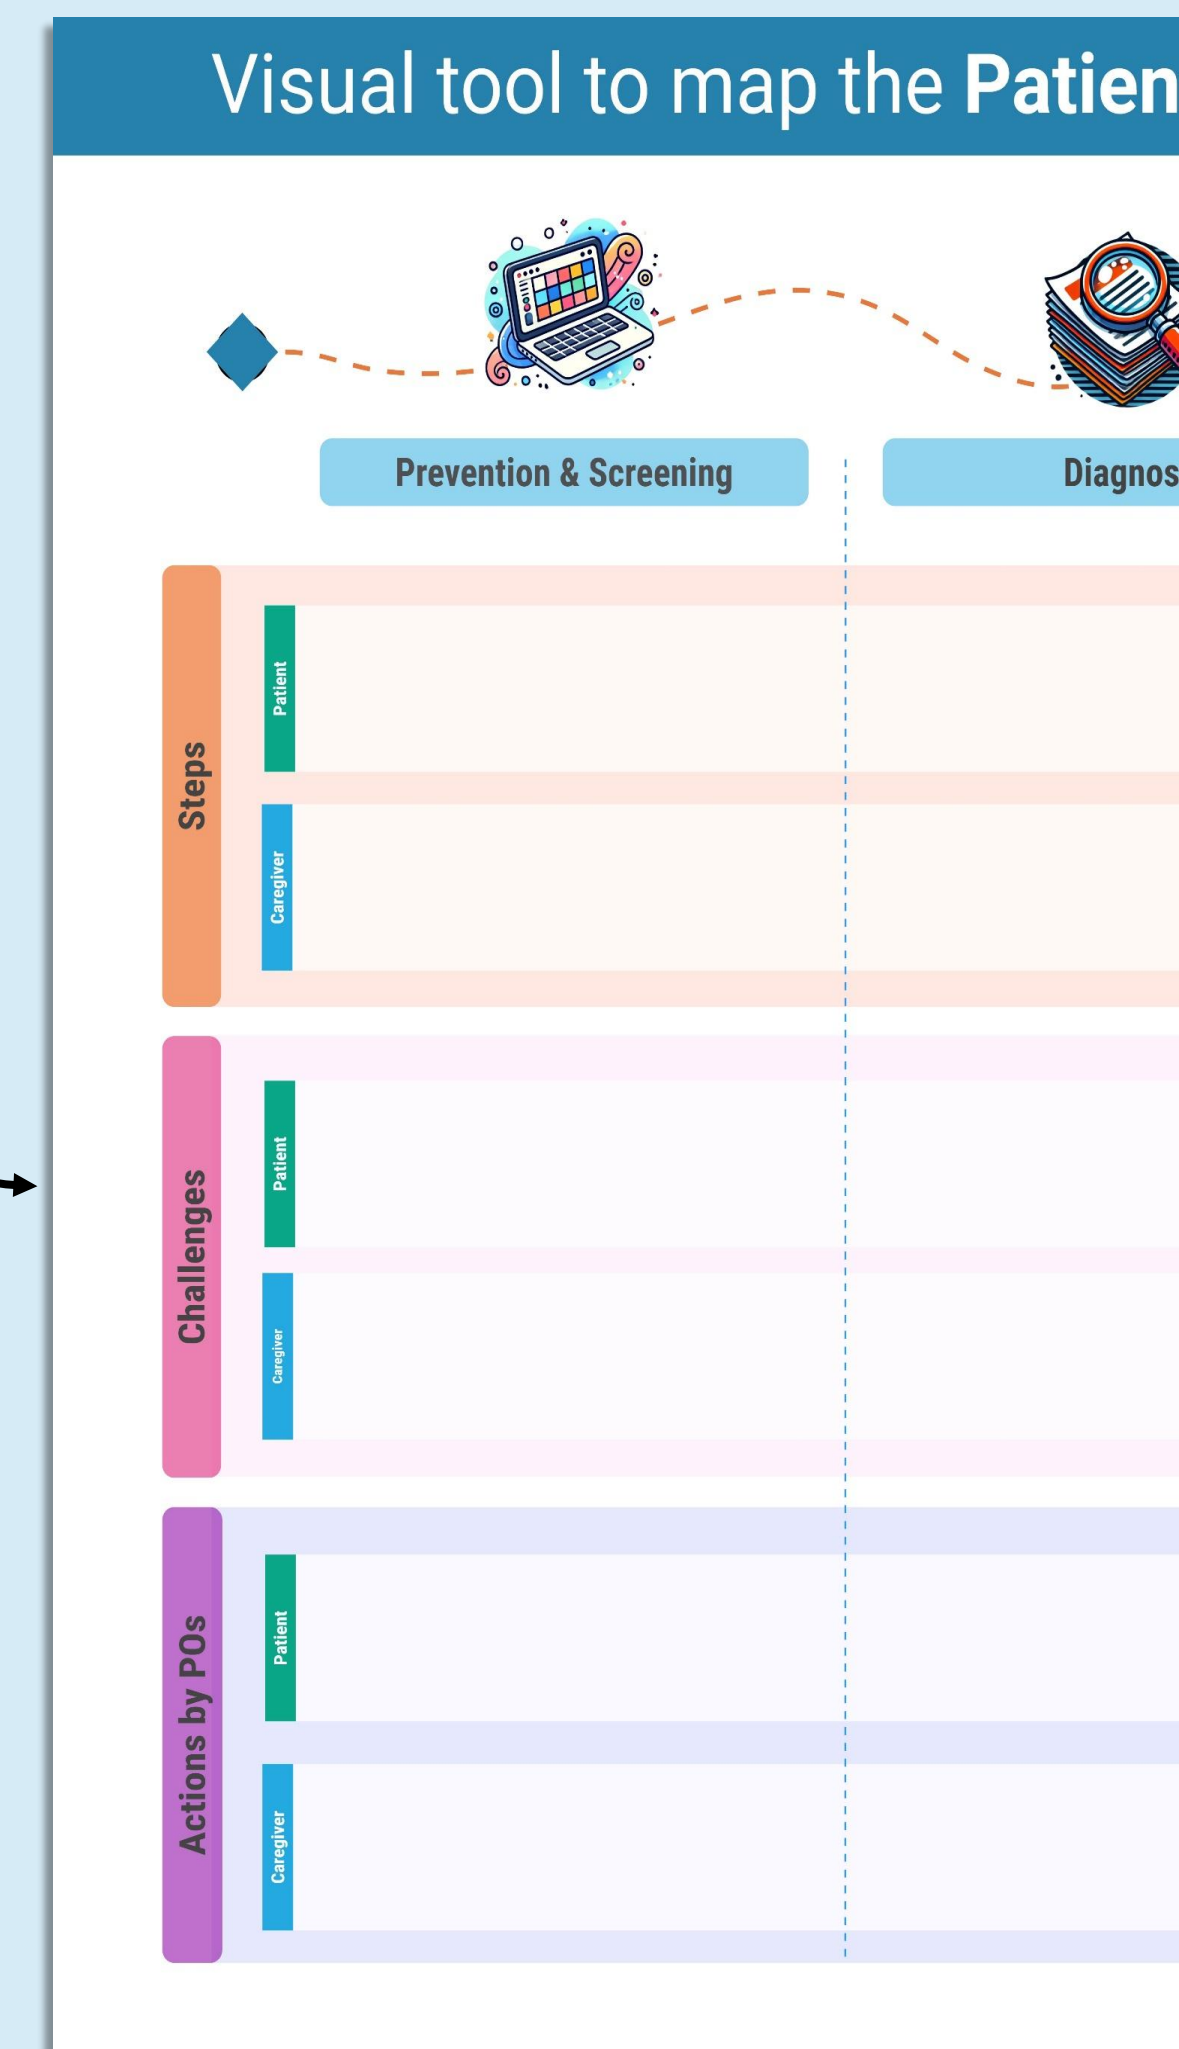 Visual tool to map the Patien
Prevention & Screening
Diagnos
Steps
Patient
Caregiver
Challenges
Patient
Caregiver
Actions by POs
Patient
Caregiver